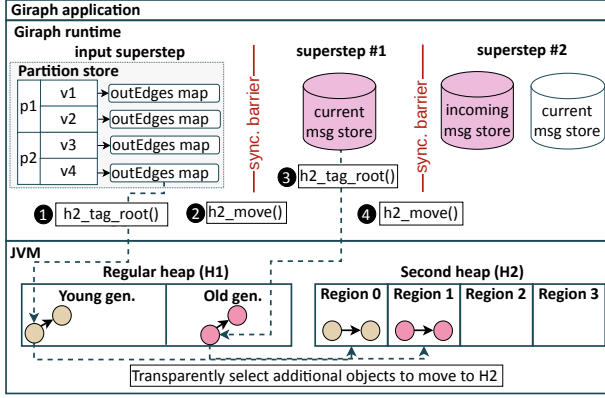 Giraph application
Giraph runtime
input superstep
superstep #1
superstep #2
Partition store
p1
v1
outEdges map
v2
outEdges map
p2
v3
outEdges map
v4
outEdges map
sync. barrier
current
msg store
sync. barrier
incoming
msg store
current
msg store
1 h2_tag_root()
2 h2_move()
3 h2_tag_root()
4 h2_move()
JVM
Regular heap (H1)
Second heap (H2)
Young gen.
Old gen.
Region 0
Region 1
Region 2
Region 3
Transparently select additional objects to move to H2